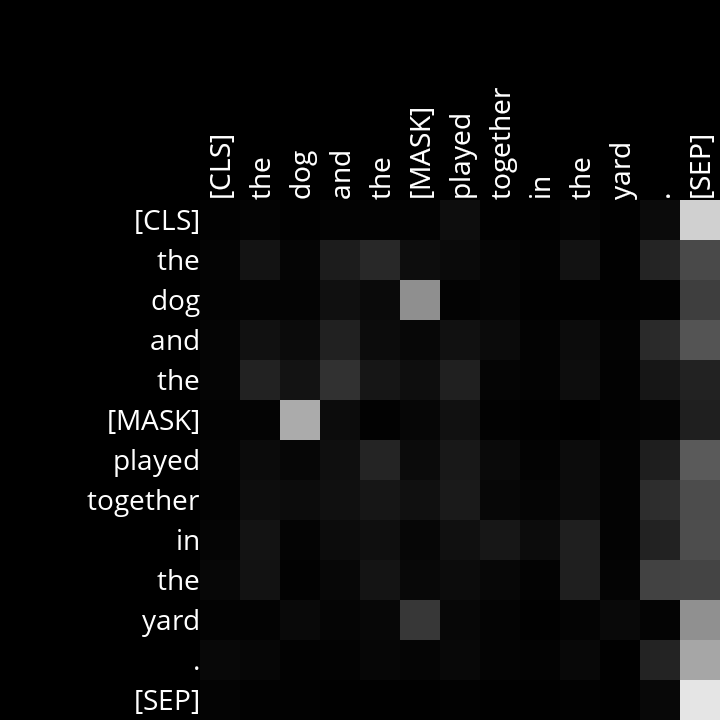 [CLS] the dog and the [MASK] played together in the yard . [SEP]
[CLS]
the
dog
and
the
[MASK]
played
together
in
the
yard
.
[SEP]